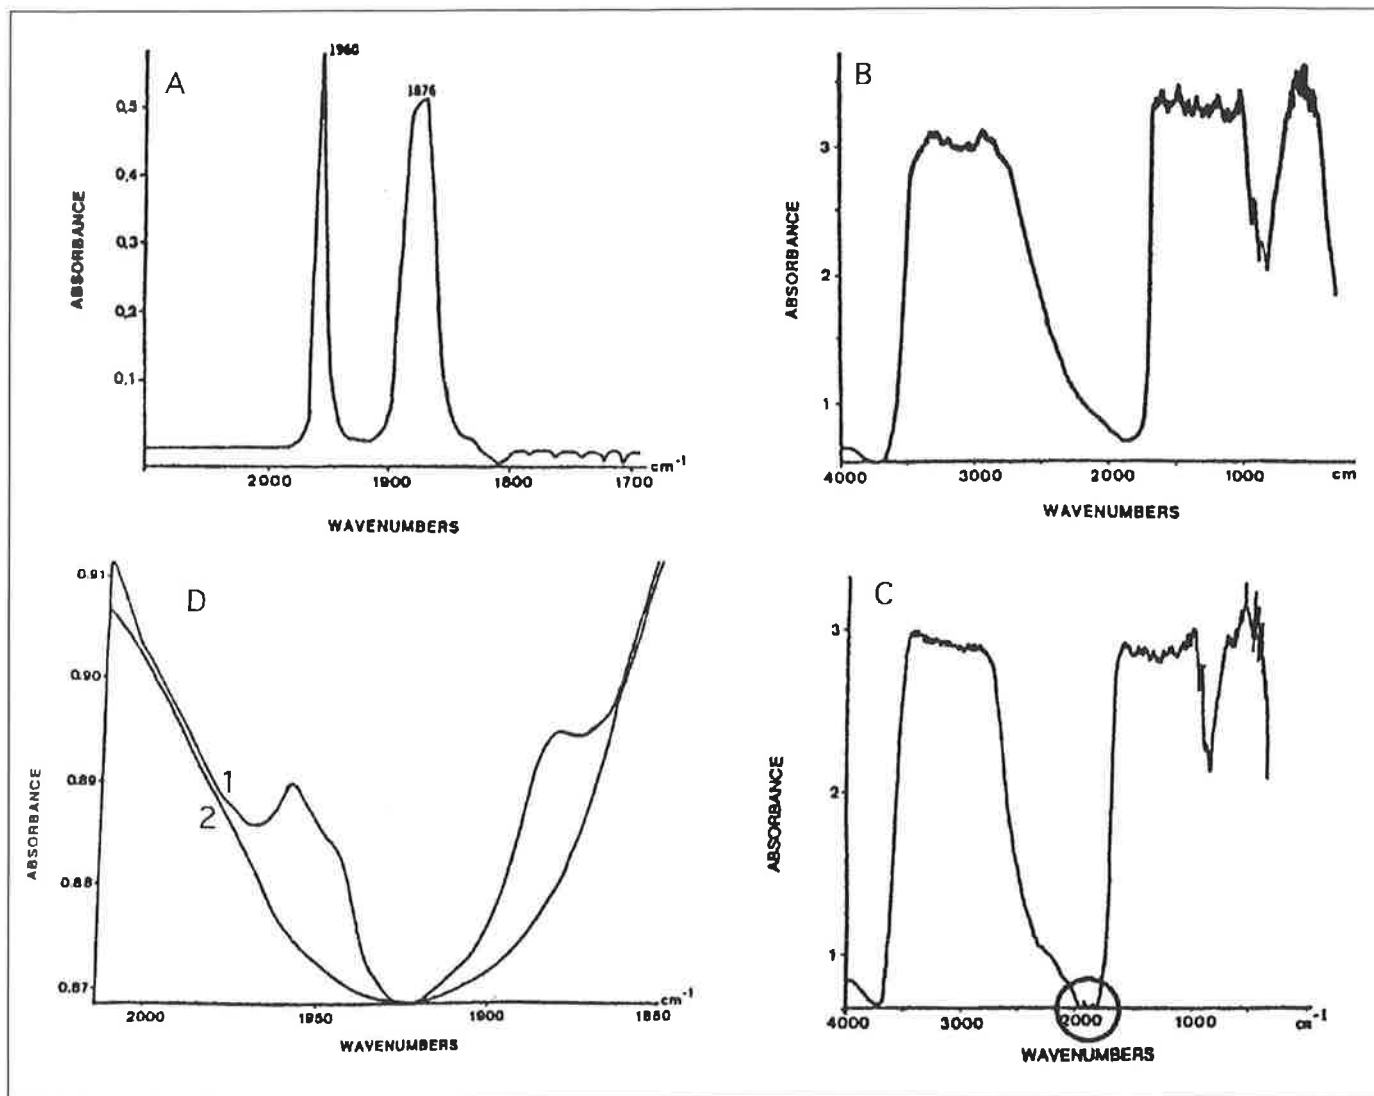 A
1960
1876
0,5
0,4
0,3
0,2
0,1
ABSORBANCE
2000 1900 1800 1700 cm-1
WAVENUMBERS
B
3
2
1
ABSORBANCE
4000 3000 2000 1000 cm
WAVENUMBERS
D
0.91
0.90
0.89
0.88
0.87
1
2
ABSORBANCE
2000 1950 1900 1850 cm-1
WAVENUMBERS
C
3
2
1
ABSORBANCE
4000 3000 2000 1000 cm-1
WAVENUMBERS